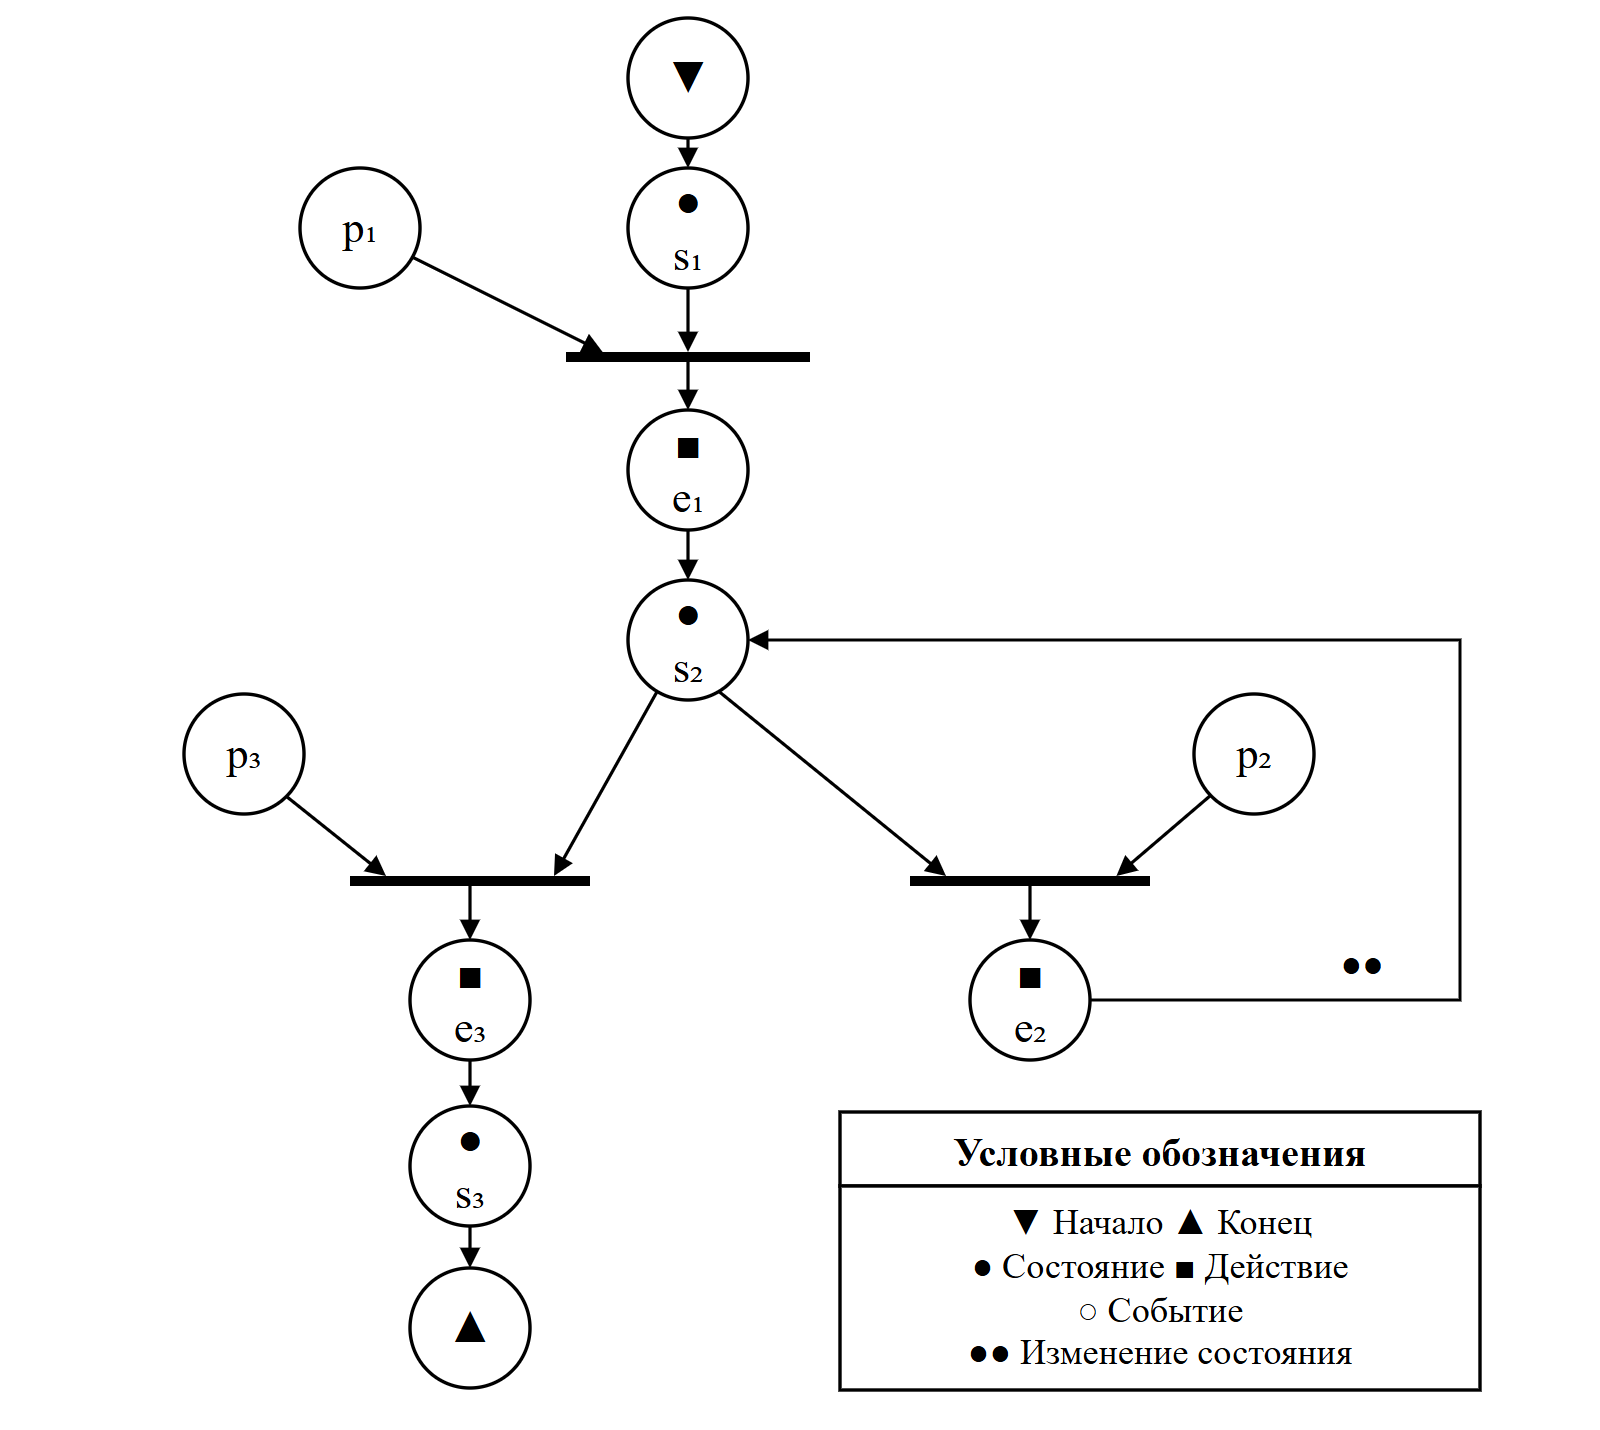 ▼
●
s₁
p₁
■
e₁
●
s₂
p₃
p₂
■
e₃
■
e₂
●●
●
s₃
▲
Условные обозначения
▼ Начало ▲ Конец
● Состояние ■ Действие
○ Событие
●● Изменение состояния